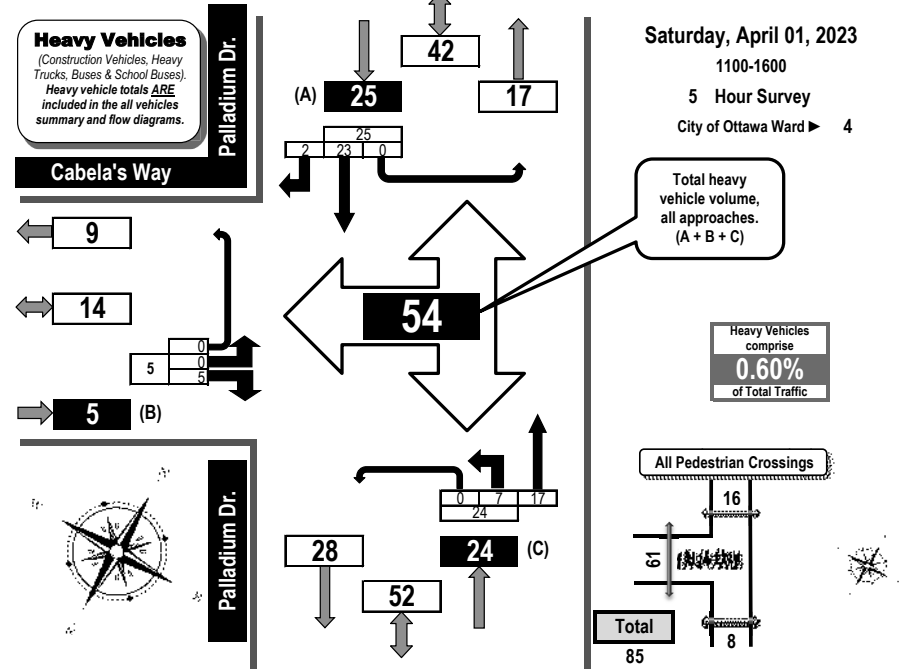 Heavy Vehicles
(Construction Vehicles, Heavy
Trucks, Buses & School Buses).
Heavy vehicle totals ARE
included in the all vehicles
summary and flow diagrams.
Palladium Dr.
Cabela's Way
42
(A) 25
17
25
2 23 0
Saturday, April 01, 2023
1100-1600
5 Hour Survey
City of Ottawa Ward ► 4
Total heavy
vehicle volume,
all approaches.
(A + B + C)
9
14
54
0
5 0
5
5 (B)
Heavy Vehicles
comprise
0.60%
of Total Traffic
Palladium Dr.
0 7 17
24
28
24 (C)
52
All Pedestrian Crossings
16
61
8
Total
85